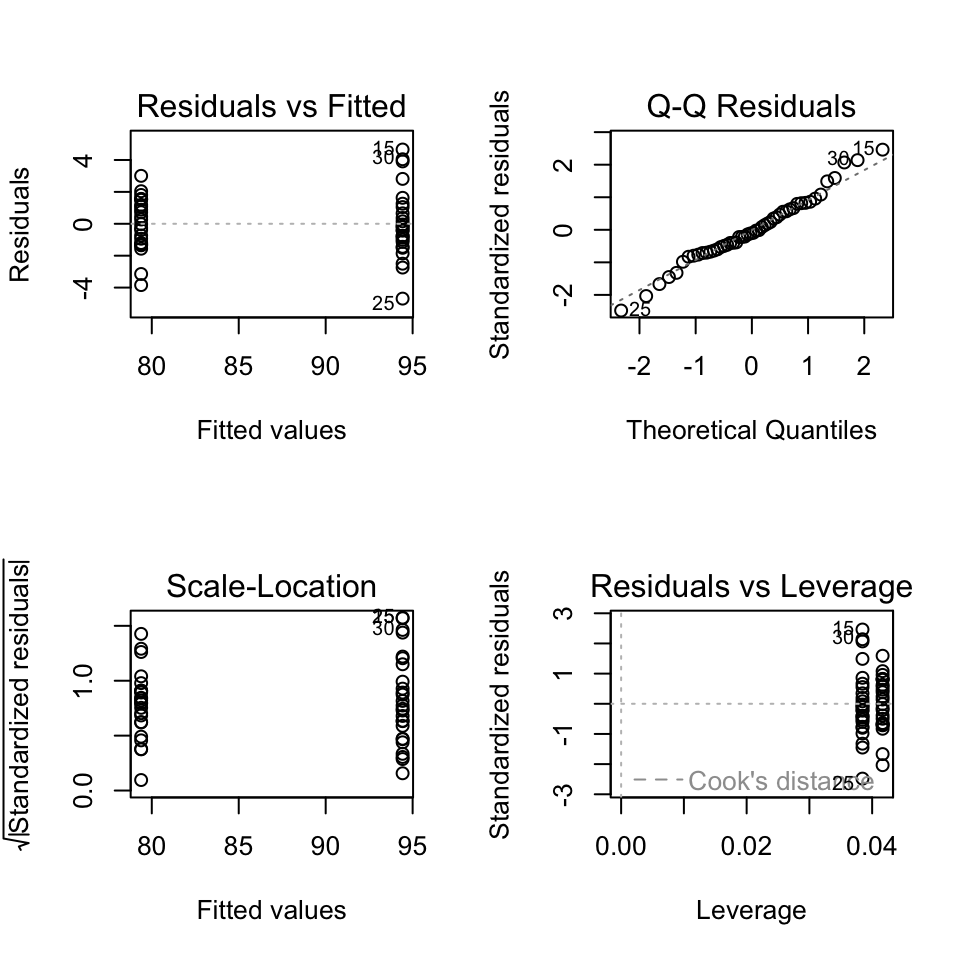 Residuals vs Fitted
Residuals
4
0
-4
15
30
25
80 85 90 95
Fitted values
Q-Q Residuals
Standardized residuals
2
0
-2
30 15
25
-2 -1 0 1 2
Theoretical Quantiles
Scale-Location
√|Standardized residuals|
1.0
0.0
25
15
30
80 85 90 95
Fitted values
Residuals vs Leverage
Standardized residuals
3
1
-1
-3
15
30
25
Cook's distance
0.00 0.02 0.04
Leverage